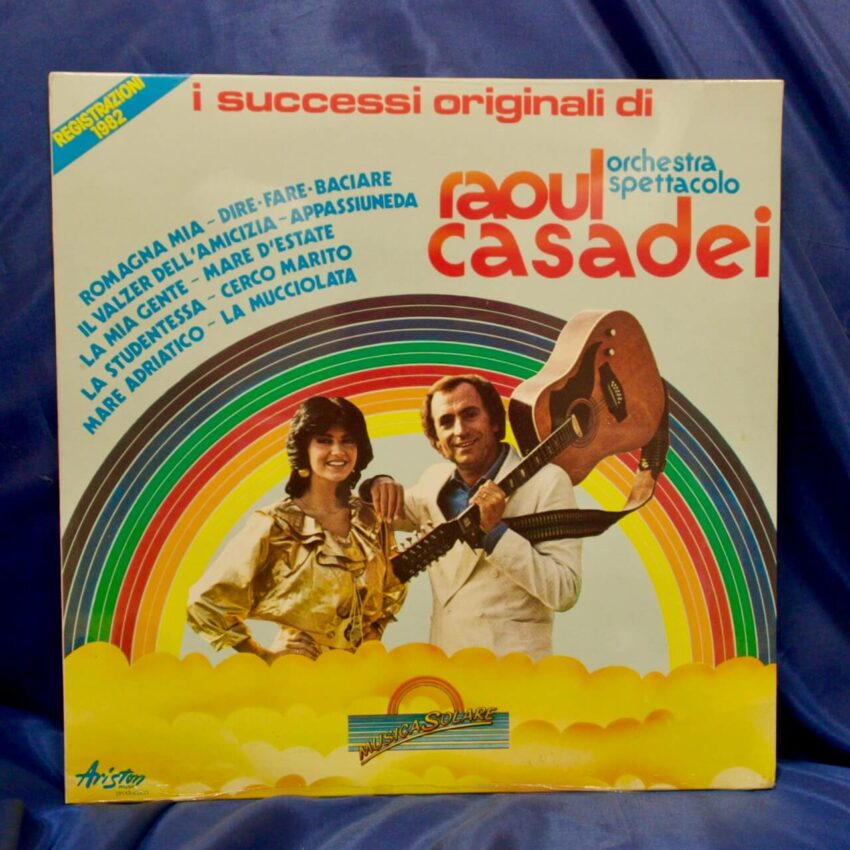 REGISTRAZIONI
1982
i successi originali di
raoul
casadei
orchestra
spettacolo
ROMAGNA MIA - DIRE-FARE-BACIARE
IL VALZER DELL'AMICIZIA - APPASSIUNEDA
LA MIA GENTE - MARE D'ESTATE
LA STUDENTESSA - CERCO MARITO
MARE ADRIATICO - LA MUCCIOLATA
MUSICA SOLARE
Ariston
music